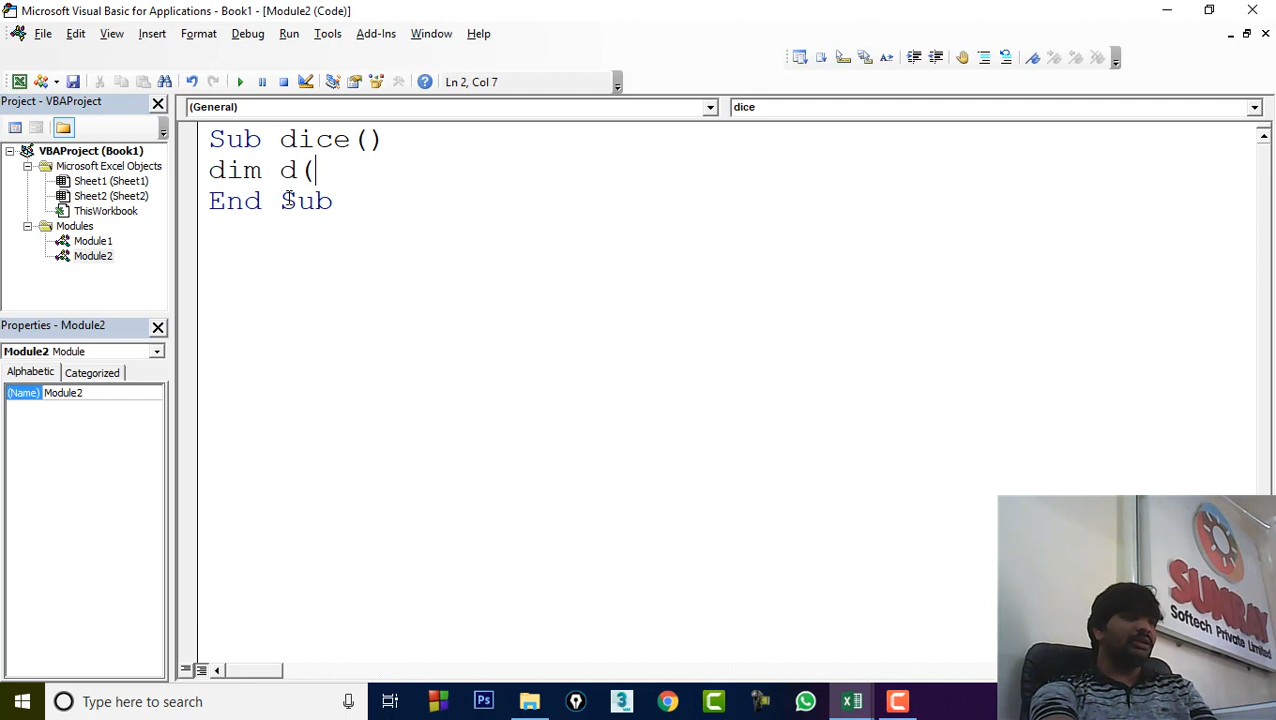 Microsoft Visual Basic for Applications - Book1 - [Module2 (Code)]
File Edit View Insert Format Debug Run Tools Add-Ins Window Help
Ln 2, Col 7
Project - VBAProject
(General)
dice
VBAProject (Book1)
Microsoft Excel Objects
Sheet1 (Sheet1)
Sheet2 (Sheet2)
ThisWorkbook
Modules
Module1
Module2
Sub dice()
dim d(
End Sub
Properties - Module2
Module2 Module
Alphabetic Categorized
(Name) Module2
SUNRAY
Softech Private Limited
Type here to search